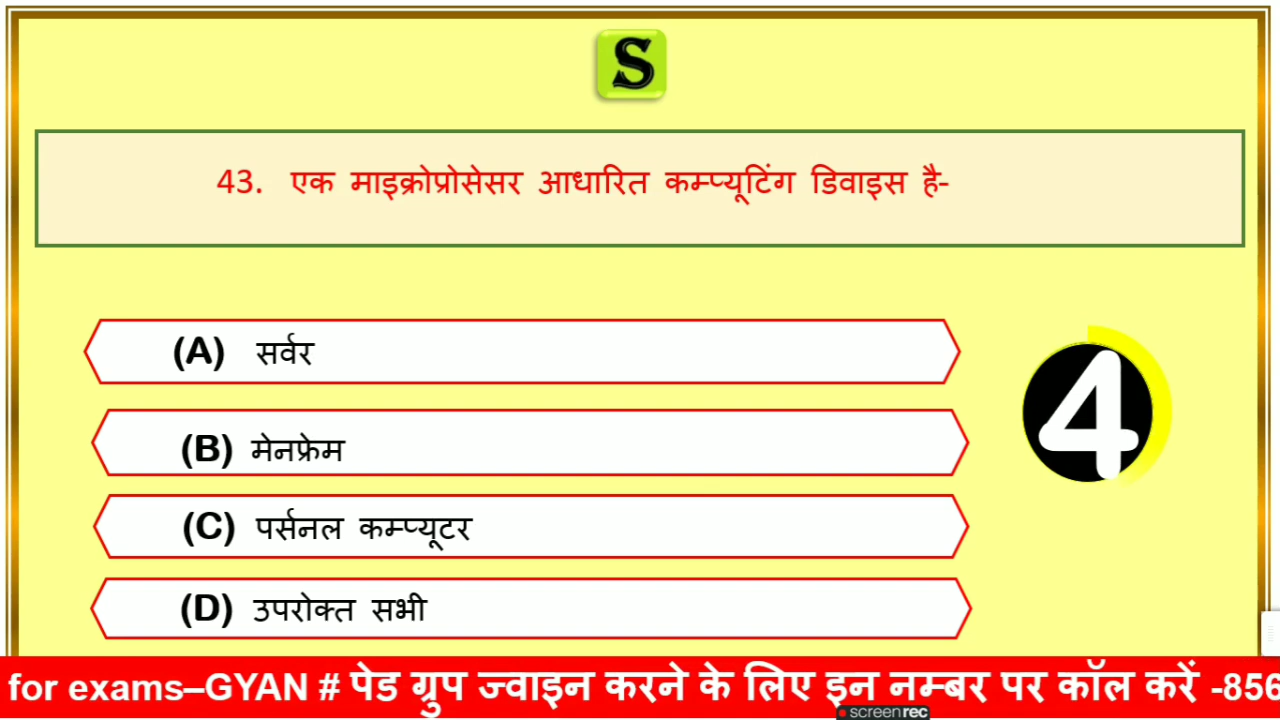 S
43. एक माइक्रोप्रोसेसर आधारित कम्प्यूटिंग डिवाइस है-
(A) सर्वर
(B) मेनफ्रेम
(C) पर्सनल कम्प्यूटर
(D) उपरोक्त सभी
4
for exams–GYAN # पेड ग्रुप ज्वाइन करने के लिए इन नम्बर पर कॉल करें -856
screenrec